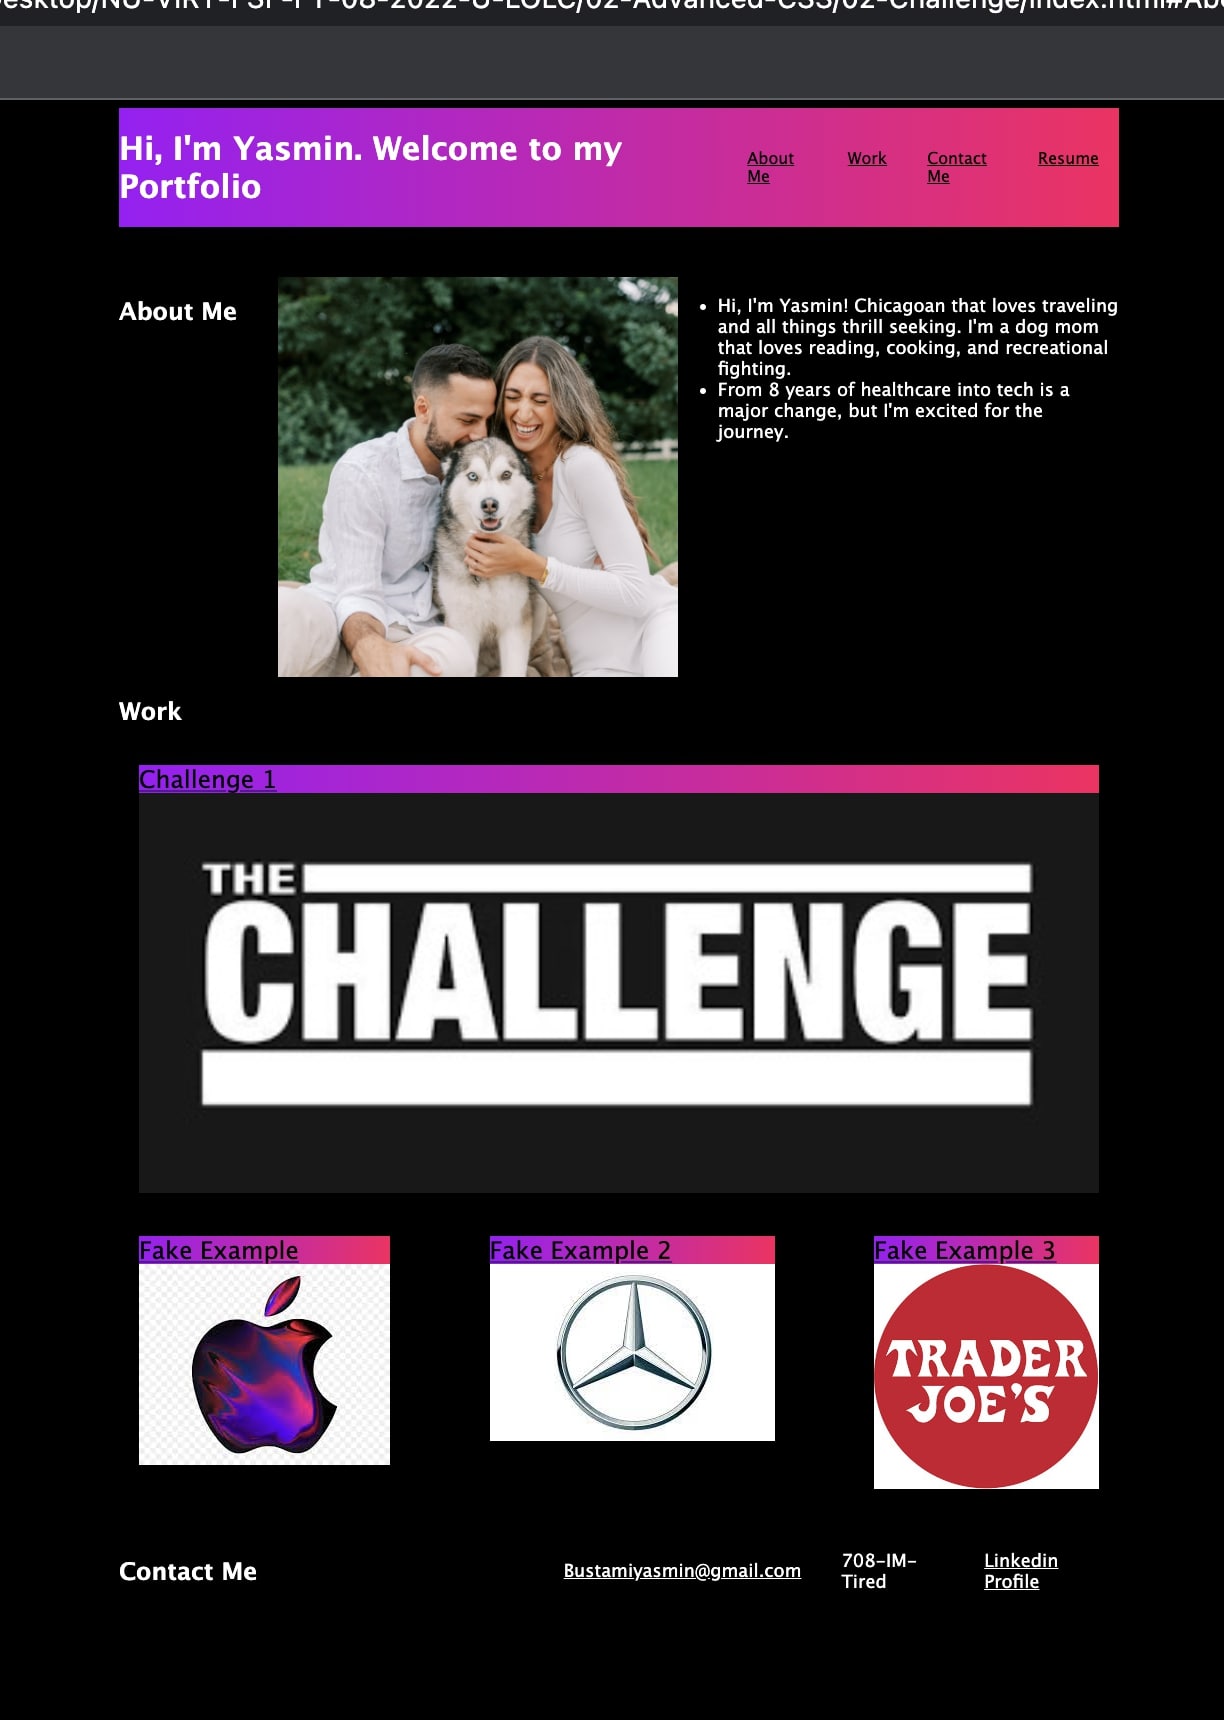 esktop/NU-VIRT-FSF-PT-08-2022-U-LOLC/02-Advanced-CSS/02-Challenge/index.html#Abo
Hi, I'm Yasmin. Welcome to my
Portfolio
About
Me
Work
Contact
Me
Resume
About Me
• Hi, I'm Yasmin! Chicagoan that loves traveling
and all things thrill seeking. I'm a dog mom
that loves reading, cooking, and recreational
fighting.
• From 8 years of healthcare into tech is a
major change, but I'm excited for the
journey.
Work
Challenge 1
THE
CHALLENGE
Fake Example
Fake Example 2
Fake Example 3
TRADER
JOE'S
Contact Me
Bustamiyasmin@gmail.com
708-IM-
Tired
Linkedin
Profile